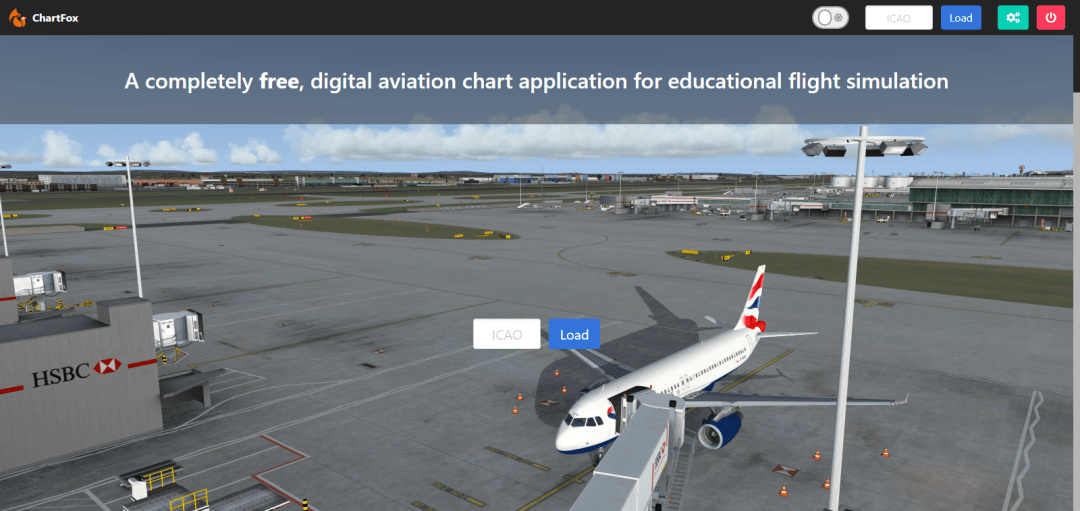 ChartFox
ICAO
Load
A completely free, digital aviation chart application for educational flight simulation
ICAO
Load
HSBC